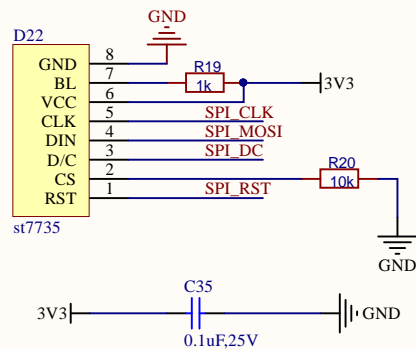 GND
D22
GND 8
BL 7 R19 1k
VCC 6 3V3
CLK 5 SPI_CLK
DIN 4 SPI_MOSI
D/C 3 SPI_DC
CS 2 R20 10k
RST 1 SPI_RST
st7735
GND
C35
3V3 GND
0.1uF,25V